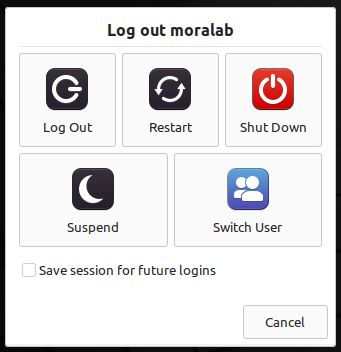 Log out moralab
Log Out
Restart
Shut Down
Suspend
Switch User
Save session for future logins
Cancel